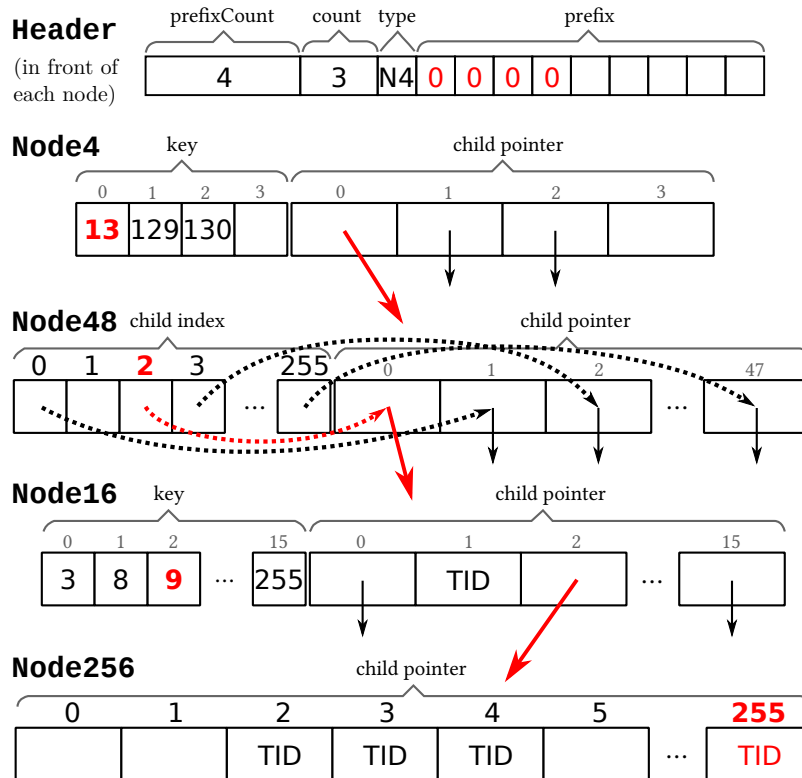 prefixCount count type prefix
Header
(in front of
each node)
4 3 N4 0 0 0 0
Node4
key child pointer
0 1 2 3 0 1 2 3
13 129 130
Node48 child index child pointer
0 1 2 3 255 0 1 2 47
... ...
Node16 key child pointer
0 1 2 15 0 1 2 15
3 8 9 ... 255 TID ...
Node256
child pointer
0 1 2 3 4 5 255
TID TID TID ... TID